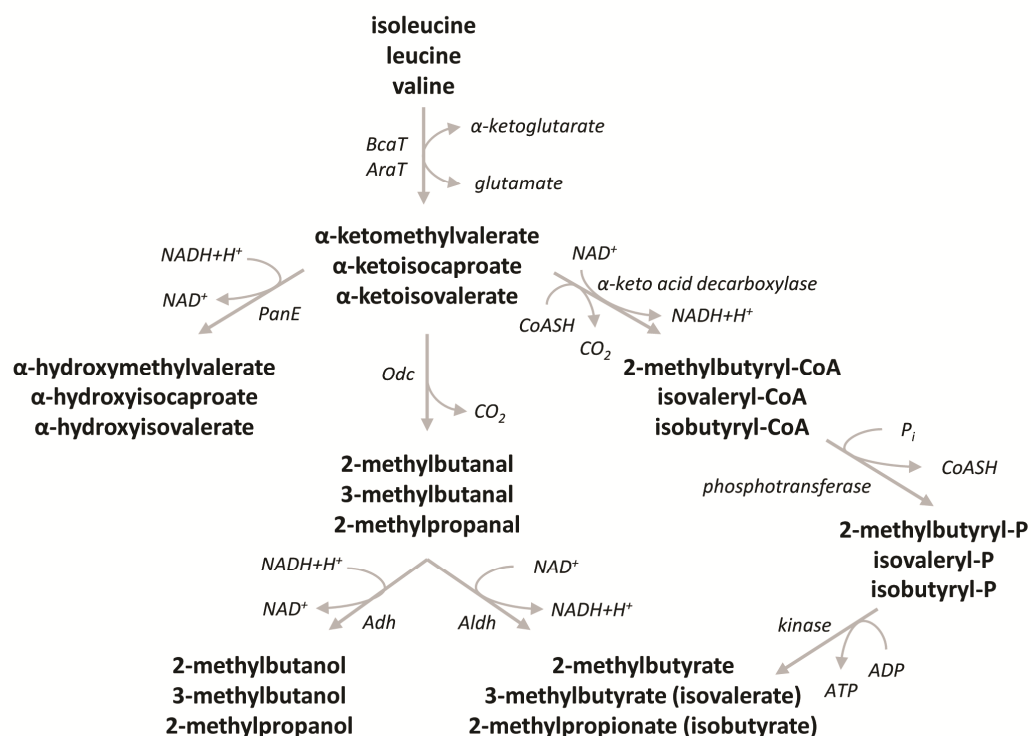 isoleucine
leucine
valine
BcaT
AraT
α-ketoglutarate
glutamate
α-ketomethylvalerate
α-ketoisocaproate
α-ketoisovalerate
NADH+H⁺
NAD⁺
PanE
NAD⁺
α-keto acid decarboxylase
CoASH
NADH+H⁺
CO₂
α-hydroxymethylvalerate
α-hydroxyisocaproate
α-hydroxyisovalerate
Odc
CO₂
2-methylbutyryl-CoA
isovaleryl-CoA
isobutyryl-CoA
Pᵢ
CoASH
phosphotransferase
2-methylbutanal
3-methylbutanal
2-methylpropanal
2-methylbutyryl-P
isovaleryl-P
isobutyryl-P
NADH+H⁺
NAD⁺
Adh
NAD⁺
NADH+H⁺
Aldh
kinase
ADP
ATP
2-methylbutanol
3-methylbutanol
2-methylpropanol
2-methylbutyrate
3-methylbutyrate (isovalerate)
2-methylpropionate (isobutyrate)